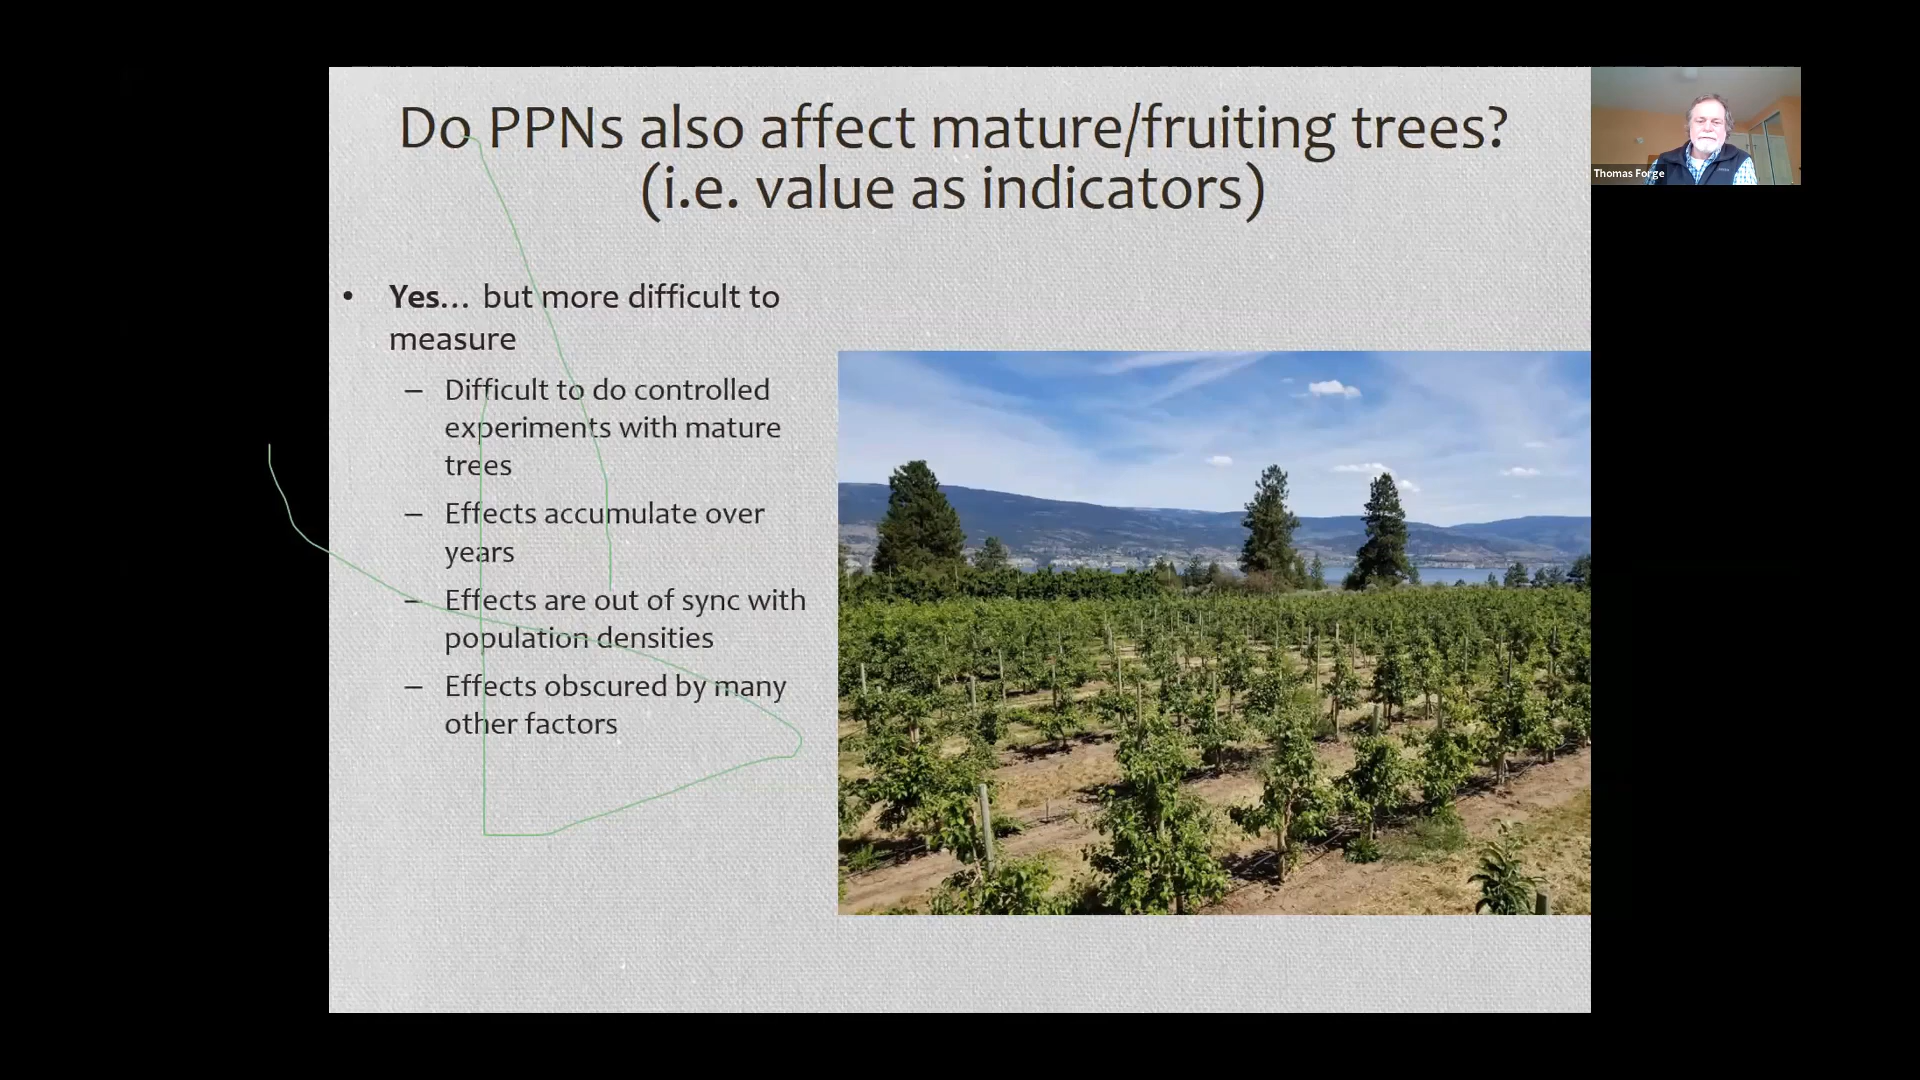 Do PPNs also affect mature/fruiting trees?
(i.e. value as indicators)
Thomas Forge
• Yes... but more difficult to
measure
– Difficult to do controlled
experiments with mature
trees
– Effects accumulate over
years
– Effects are out of sync with
population densities
– Effects obscured by many
other factors